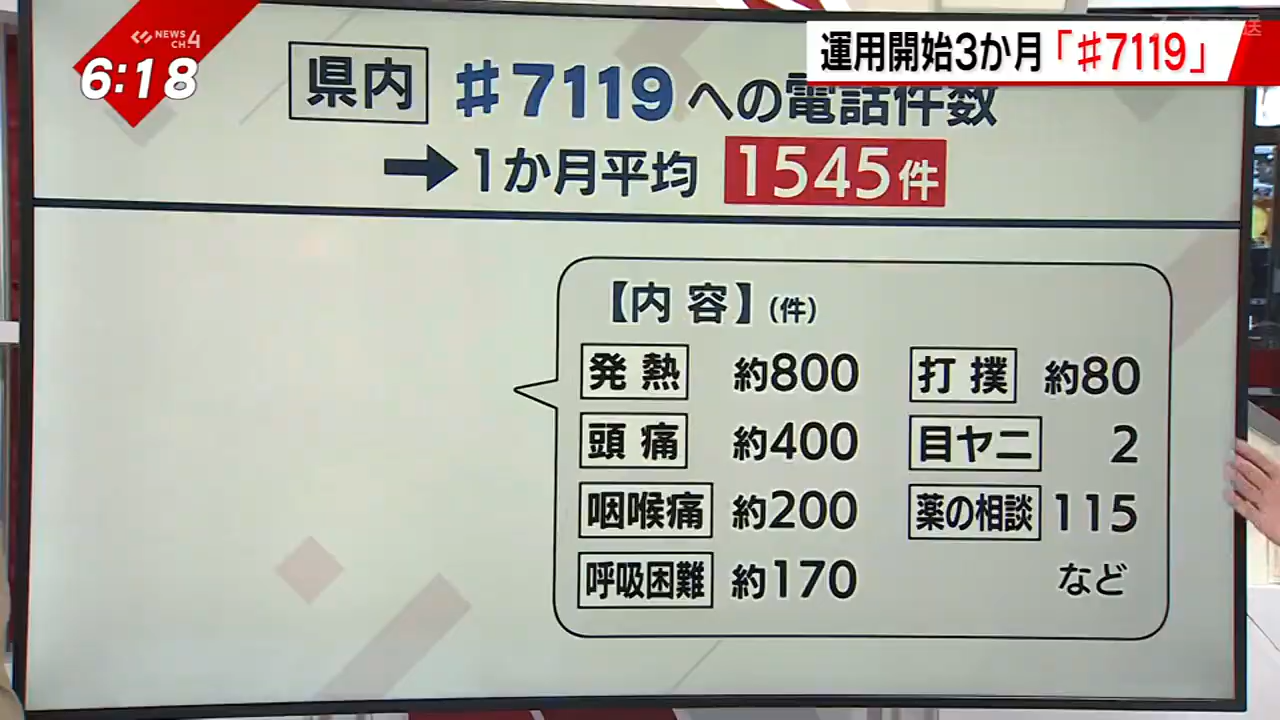 NEWS
CH.4
6:18
運用開始3か月「♯7119」
県内 ♯7119への電話件数
➡1か月平均 1545件
【内容】(件)
発熱 約800 打撲 約80
頭痛 約400 目ヤニ 2
咽喉痛 約200 薬の相談 115
呼吸困難 約170 など